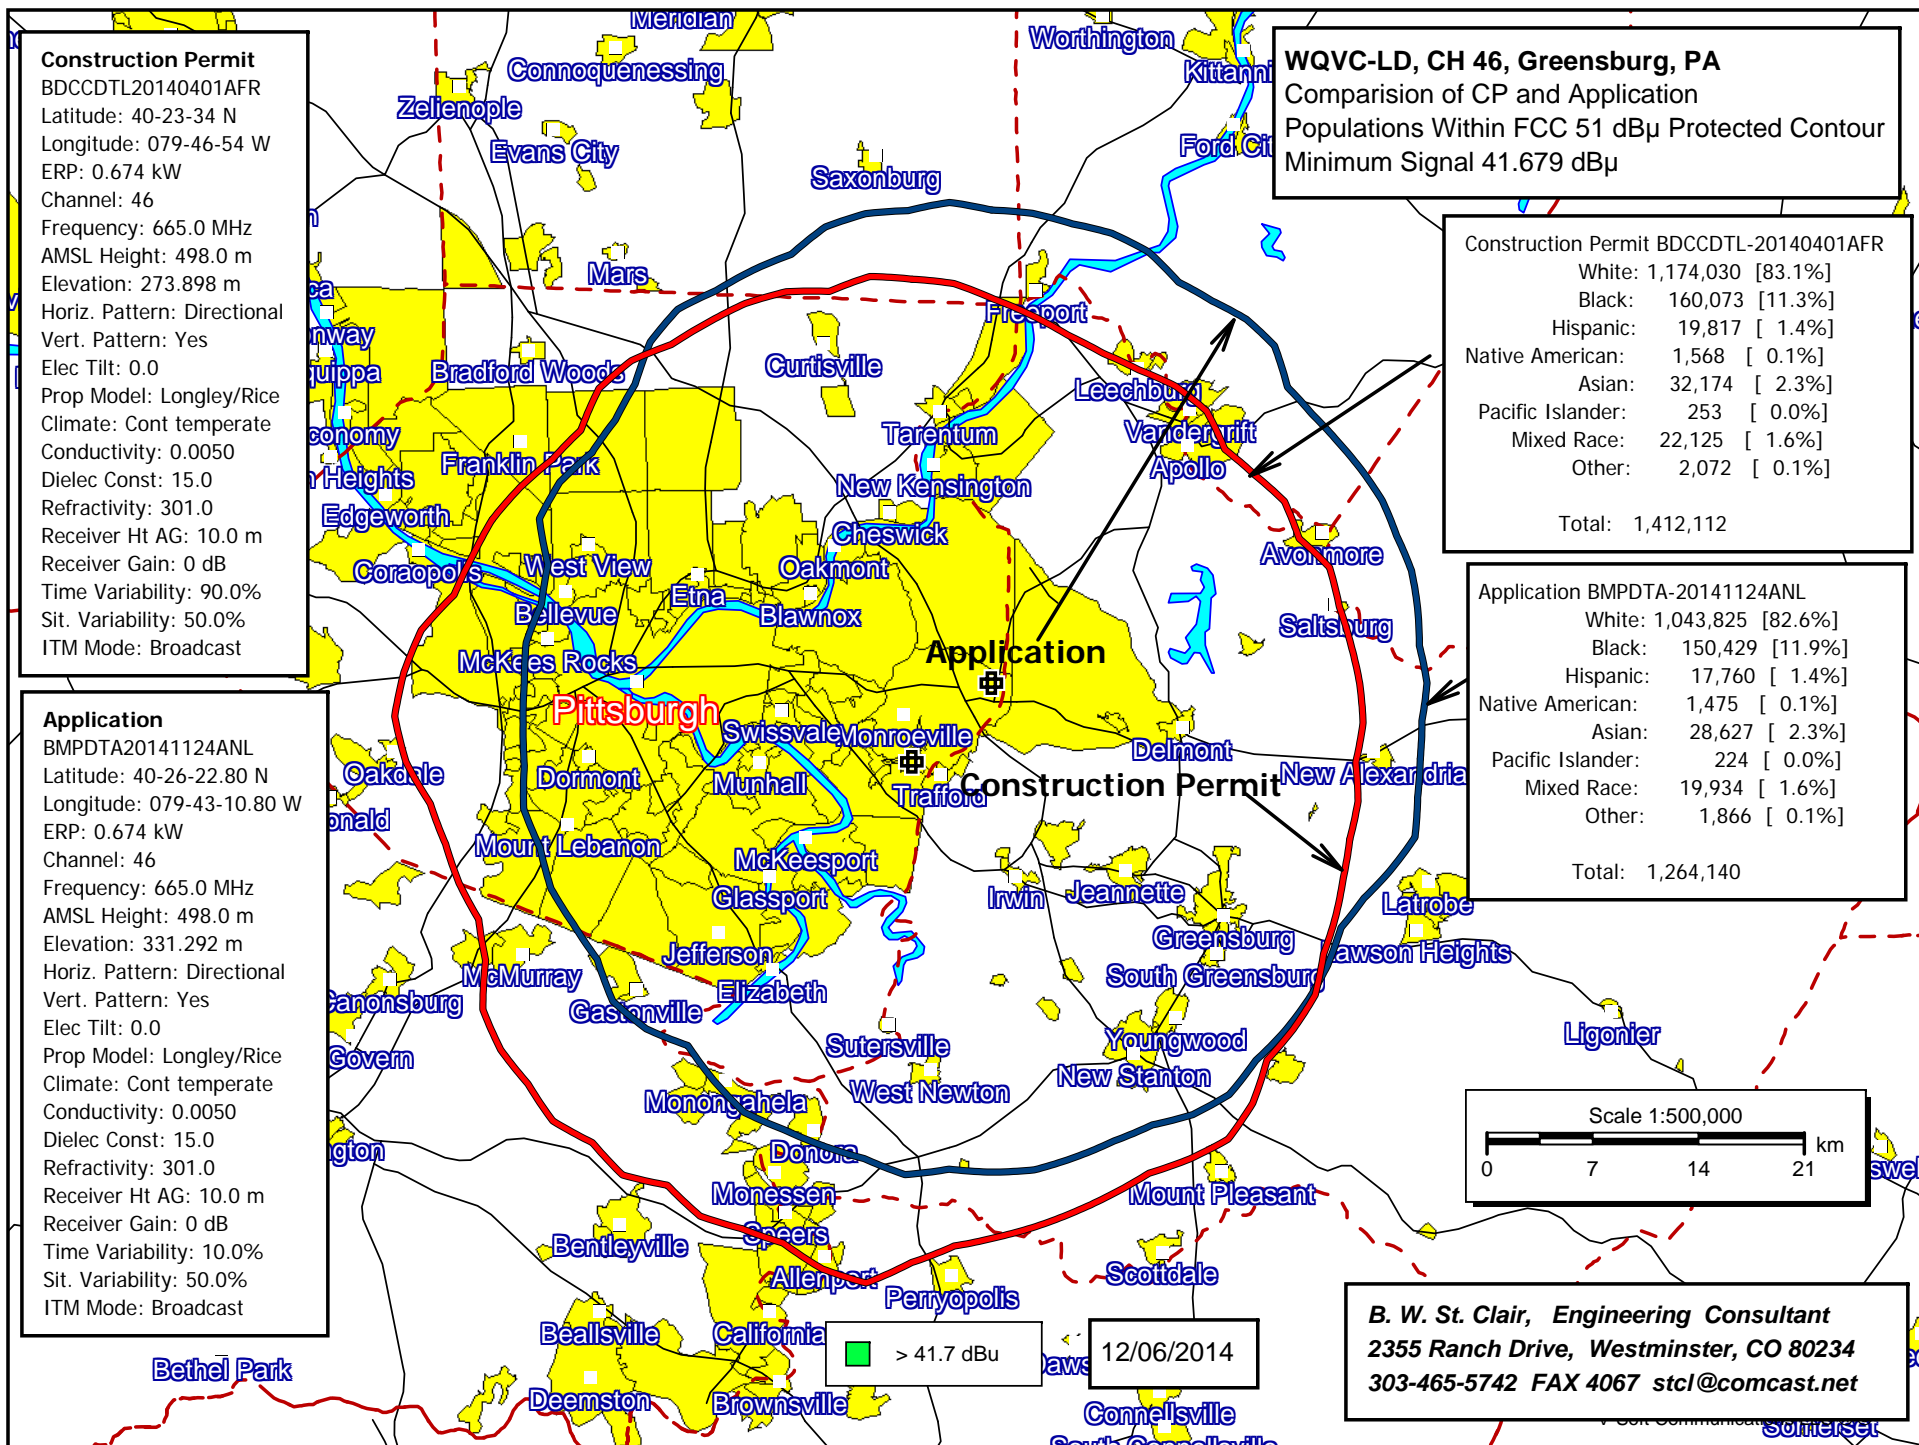 Construction Permit
BDCCDTL20140401AFR
Latitude: 40-23-34 N
Longitude: 079-46-54 W
ERP: 0.674 kW
Channel: 46
Frequency: 665.0 MHz
AMSL Height: 498.0 m
Elevation: 273.898 m
Horiz. Pattern: Directional
Vert. Pattern: Yes
Elec Tilt: 0.0
Prop Model: Longley/Rice
Climate: Cont temperate
Conductivity: 0.0050
Dielec Const: 15.0
Refractivity: 301.0
Receiver Ht AG: 10.0 m
Receiver Gain: 0 dB
Time Variability: 90.0%
Sit. Variability: 50.0%
ITM Mode: Broadcast
Application
BMPDTA20141124ANL
Latitude: 40-26-22.80 N
Longitude: 079-43-10.80 W
ERP: 0.674 kW
Channel: 46
Frequency: 665.0 MHz
AMSL Height: 498.0 m
Elevation: 331.292 m
Horiz. Pattern: Directional
Vert. Pattern: Yes
Elec Tilt: 0.0
Prop Model: Longley/Rice
Climate: Cont temperate
Conductivity: 0.0050
Dielec Const: 15.0
Refractivity: 301.0
Receiver Ht AG: 10.0 m
Receiver Gain: 0 dB
Time Variability: 10.0%
Sit. Variability: 50.0%
ITM Mode: Broadcast
WQVC-LD, CH 46, Greensburg, PA
Comparision of CP and Application
Populations Within FCC 51 dBµ Protected Contour
Minimum Signal 41.679 dBµ
Construction Permit BDCCDTL-20140401AFR
White: 1,174,030 [83.1%]
Black: 160,073 [11.3%]
Hispanic: 19,817 [ 1.4%]
Native American: 1,568 [ 0.1%]
Asian: 32,174 [ 2.3%]
Pacific Islander: 253 [ 0.0%]
Mixed Race: 22,125 [ 1.6%]
Other: 2,072 [ 0.1%]
Total: 1,412,112
Application BMPDTA-20141124ANL
White: 1,043,825 [82.6%]
Black: 150,429 [11.9%]
Hispanic: 17,760 [ 1.4%]
Native American: 1,475 [ 0.1%]
Asian: 28,627 [ 2.3%]
Pacific Islander: 224 [ 0.0%]
Mixed Race: 19,934 [ 1.6%]
Other: 1,866 [ 0.1%]
Total: 1,264,140
Meridian
Worthington
Connoquenessing
Kittanni
Zelienople
Evans City
Ford Cit
Saxonburg
Mars
Freeport
nway
Bradford Woods
Curtisville
quippa
Leechburg
conomy
Tarentum
Vandergrift
Franklin Park
Apollo
n Heights
New Kensington
Edgeworth
Cheswick
Avonmore
Coraopolis
West View
Oakmont
Etna
Bellevue
Blawnox
Saltsburg
Application
McKees Rocks
Pittsburgh
Swissvale
Monroeville
Delmont
Oakdale
Dormont
Munhall
New Alexandria
Trafford
Construction Permit
onald
Mount Lebanon
McKeesport
Glassport
Irwin
Jeannette
Latrobe
Greensburg
Jefferson
awson Heights
McMurray
South Greensburg
Canonsburg
Elizabeth
Gastonville
Ligonier
Govern
Sutersville
Youngwood
West Newton
New Stanton
Monongahela
Donora
gton
Monessen
Mount Pleasant
Speers
Bentleyville
Allenport
Scottdale
Perryopolis
Beallsville
California
Bethel Park
Daws
Deemston
Brownsville
Connellsville
South Connellsville
Somerset
swel
Scale 1:500,000
km
0 7 14 21
> 41.7 dBu
12/06/2014
B. W. St. Clair, Engineering Consultant
2355 Ranch Drive, Westminster, CO 80234
303-465-5742 FAX 4067 stcl@comcast.net